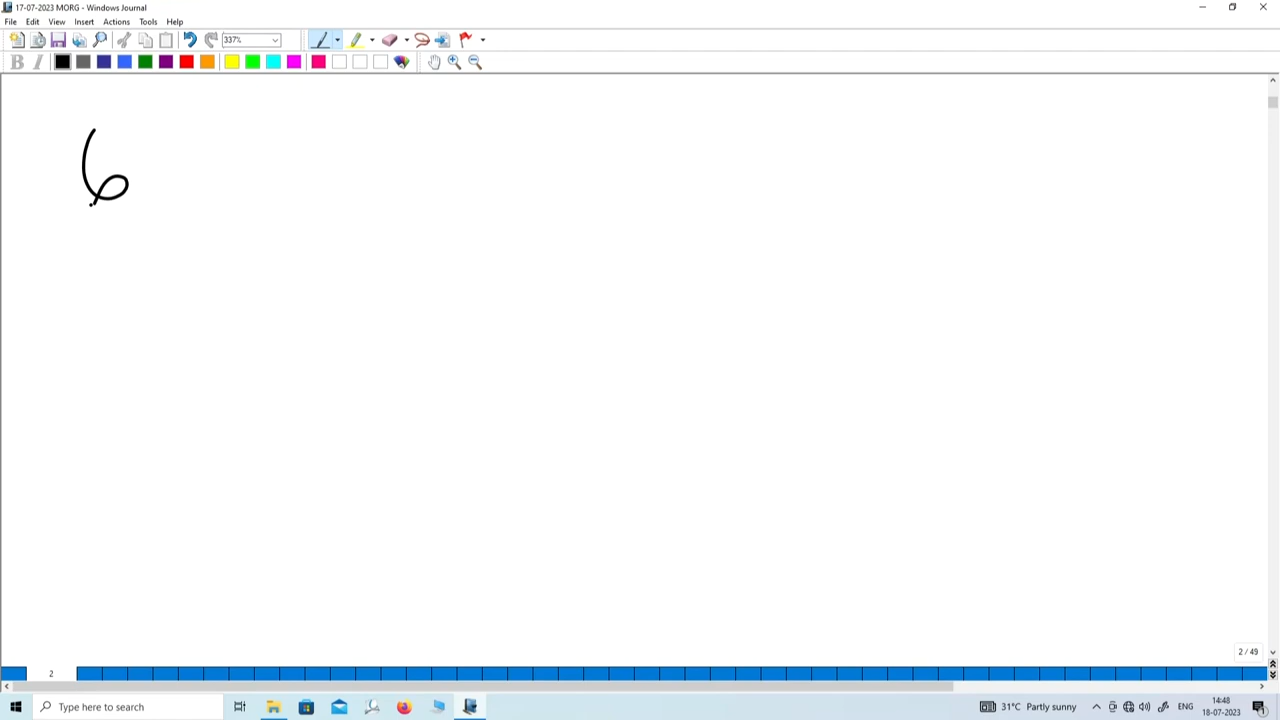 17-07-2023 MORG - Windows Journal
File Edit View Insert Actions Tools Help
337%
B I
6
2 / 49
2
Type here to search
31°C Partly sunny
ENG
14:48
18-07-2023
1